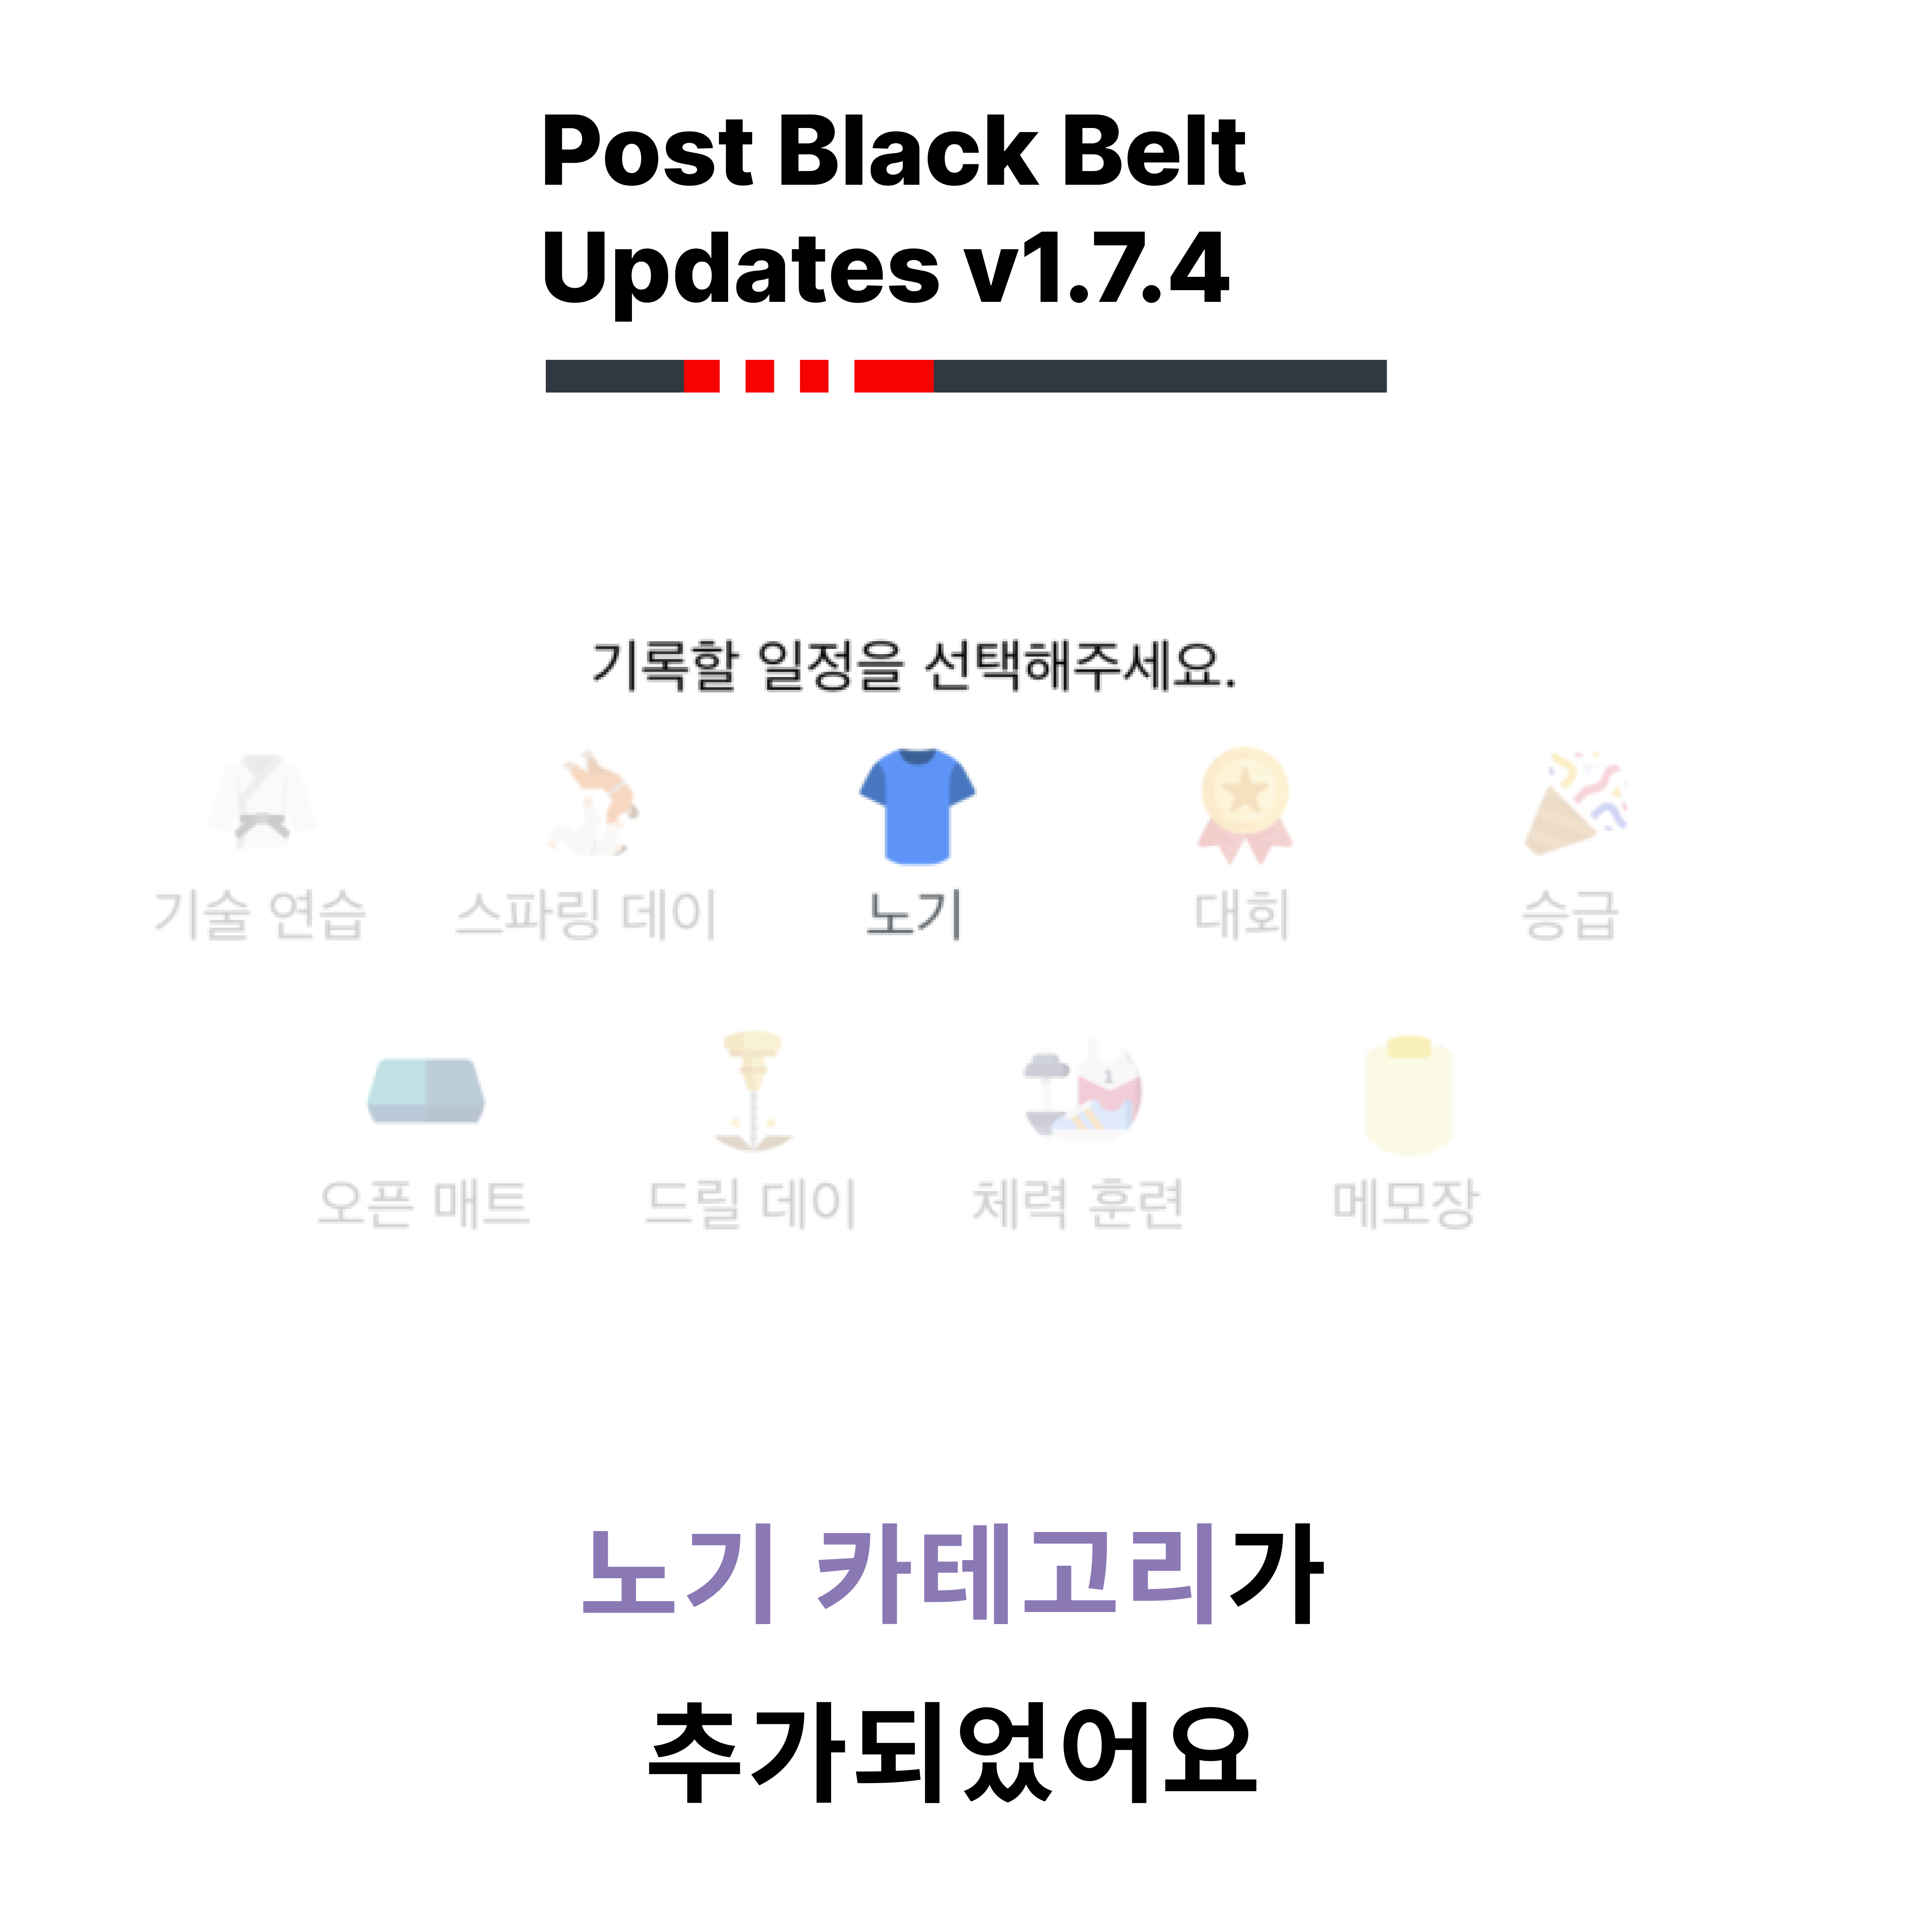 Post Black Belt
Updates v1.7.4
기록할 일정을 선택해주세요.
기술 연습 스파링 데이 노기 대회 승급
1
오픈 매트 드릴 데이 체력 훈련 메모장
노기 카테고리가
추가되었어요